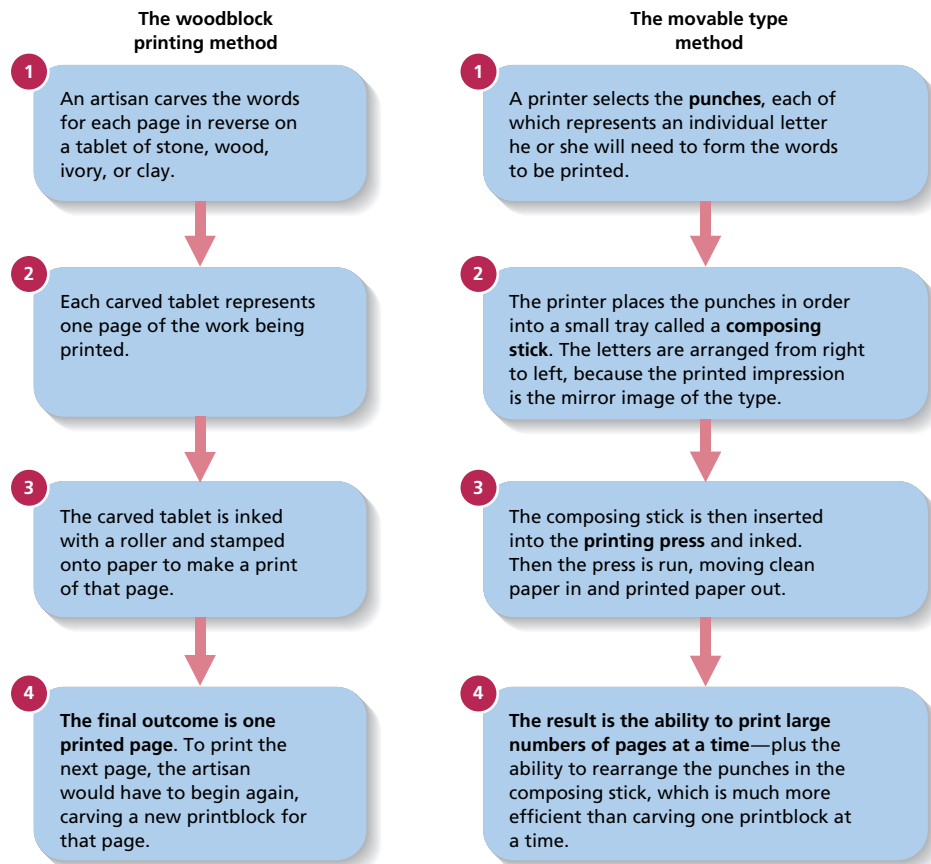 The woodblock
printing method
1
An artisan carves the words
for each page in reverse on
a tablet of stone, wood,
ivory, or clay.
2
Each carved tablet represents
one page of the work being
printed.
3
The carved tablet is inked
with a roller and stamped
onto paper to make a print
of that page.
4
The final outcome is one
printed page. To print the
next page, the artisan
would have to begin again,
carving a new printblock for
that page.
The movable type
method
1
A printer selects the punches, each of
which represents an individual letter
he or she will need to form the words
to be printed.
2
The printer places the punches in order
into a small tray called a composing
stick. The letters are arranged from right
to left, because the printed impression
is the mirror image of the type.
3
The composing stick is then inserted
into the printing press and inked.
Then the press is run, moving clean
paper in and printed paper out.
4
The result is the ability to print large
numbers of pages at a time—plus the
ability to rearrange the punches in the
composing stick, which is much more
efficient than carving one printblock at
a time.